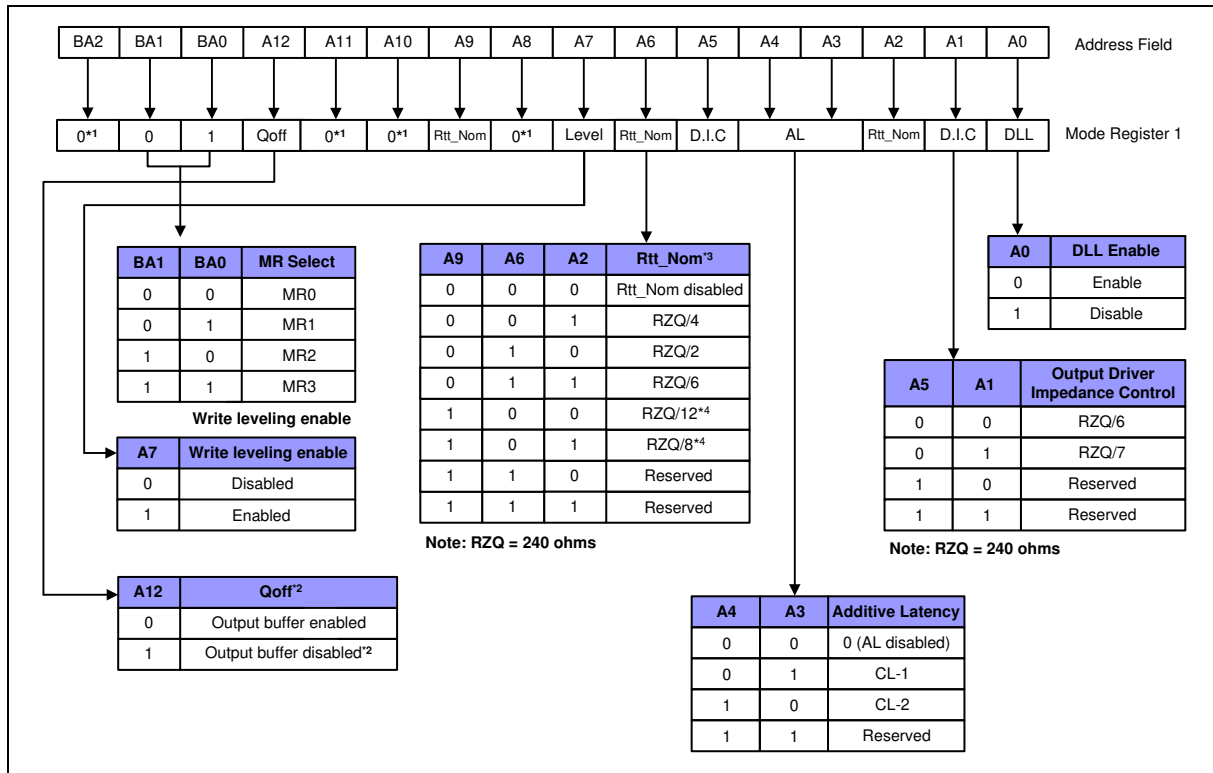 BA2 BA1 BA0 A12 A11 A10 A9 A8 A7 A6 A5 A4 A3 A2 A1 A0 Address Field
0*1 0 1 Qoff 0*1 0*1 Rtt_Nom 0*1 Level Rtt_Nom D.I.C AL Rtt_Nom D.I.C DLL Mode Register 1
BA1 BA0 MR Select
0 0 MR0
0 1 MR1
1 0 MR2
1 1 MR3
Write leveling enable
A7 Write leveling enable
0 Disabled
1 Enabled
A12 Qoff*2
0 Output buffer enabled
1 Output buffer disabled*2
A9 A6 A2 Rtt_Nom*3
0 0 0 Rtt_Nom disabled
0 0 1 RZQ/4
0 1 0 RZQ/2
0 1 1 RZQ/6
1 0 0 RZQ/12*4
1 0 1 RZQ/8*4
1 1 0 Reserved
1 1 1 Reserved
Note: RZQ = 240 ohms
A4 A3 Additive Latency
0 0 0 (AL disabled)
0 1 CL-1
1 0 CL-2
1 1 Reserved
A0 DLL Enable
0 Enable
1 Disable
A5 A1 Output Driver
Impedance Control
0 0 RZQ/6
0 1 RZQ/7
1 0 Reserved
1 1 Reserved
Note: RZQ = 240 ohms